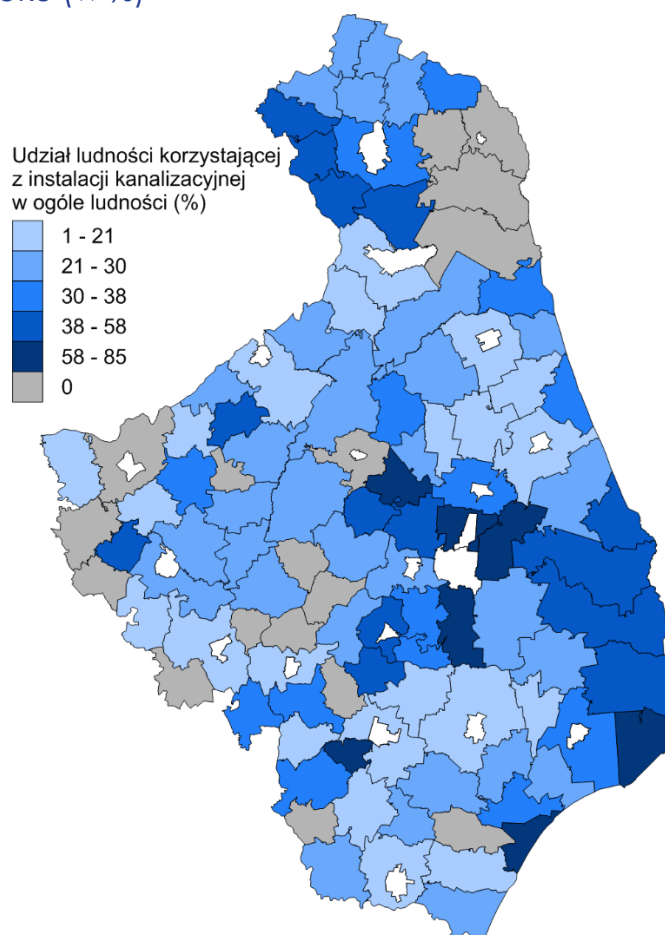 (w %)
Udział ludności korzystającej
z instalacji kanalizacyjnej
w ogóle ludności (%)
1 - 21
21 - 30
30 - 38
38 - 58
58 - 85
0